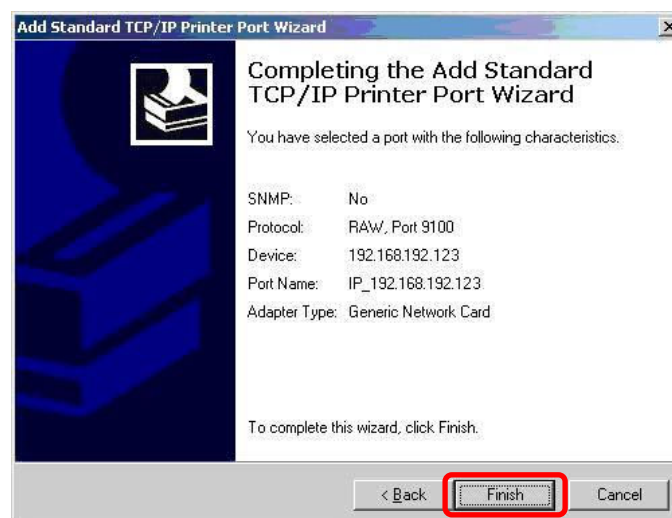 Add Standard TCP/IP Printer Port Wizard
Completing the Add Standard
TCP/IP Printer Port Wizard
You have selected a port with the following characteristics.
SNMP: No
Protocol: RAW, Port 9100
Device: 192.168.192.123
Port Name: IP_192.168.192.123
Adapter Type: Generic Network Card
To complete this wizard, click Finish.
< Back Finish Cancel